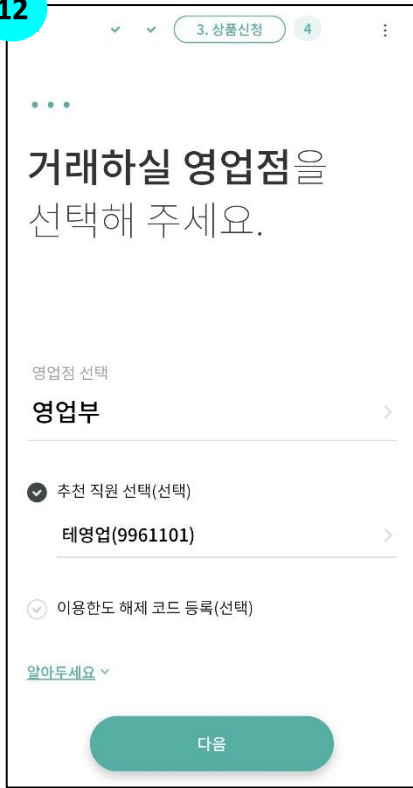 12
3. 상품신청 4
거래하실 영업점을
선택해 주세요.
영업점 선택
영업부
추천 직원 선택(선택)
테영업(9961101)
이용한도 해제 코드 등록(선택)
알아두세요
다음